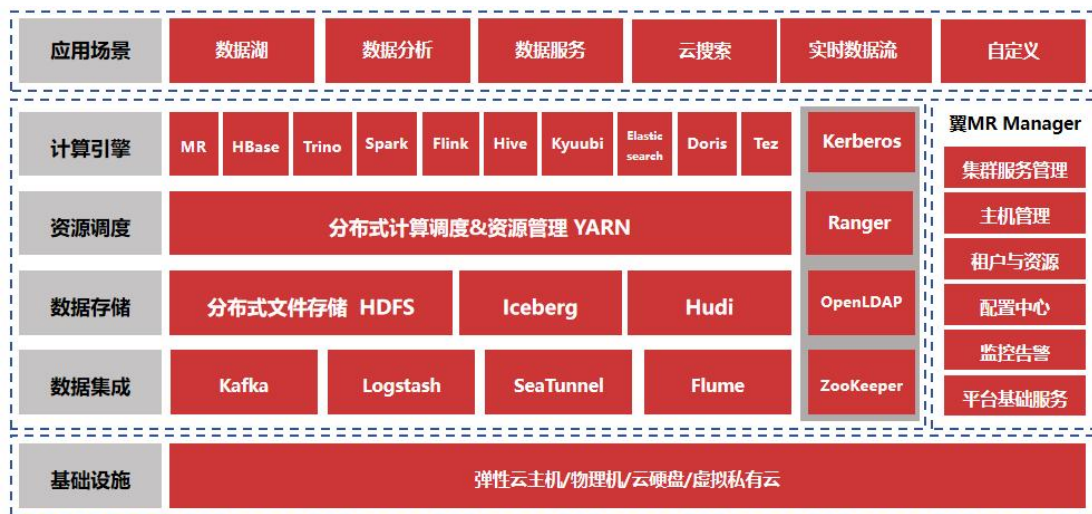 应用场景
数据湖
数据分析
数据服务
云搜索
实时数据流
自定义
计算引擎
MR
HBase
Trino
Spark
Flink
Hive
Kyuubi
Elastic
search
Doris
Tez
Kerberos
资源调度
分布式计算调度&资源管理 YARN
Ranger
数据存储
分布式文件存储 HDFS
Iceberg
Hudi
OpenLDAP
数据集成
Kafka
Logstash
SeaTunnel
Flume
ZooKeeper
翼MR Manager
集群服务管理
主机管理
租户与资源
配置中心
监控告警
平台基础服务
基础设施
弹性云主机/物理机/云硬盘/虚拟私有云